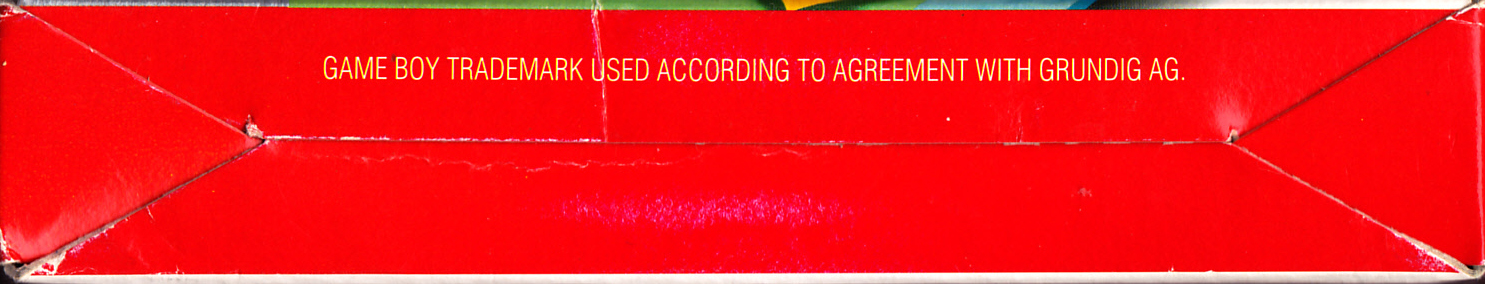 GAME BOY TRADEMARK USED ACCORDING TO AGREEMENT WITH GRUNDIG AG.